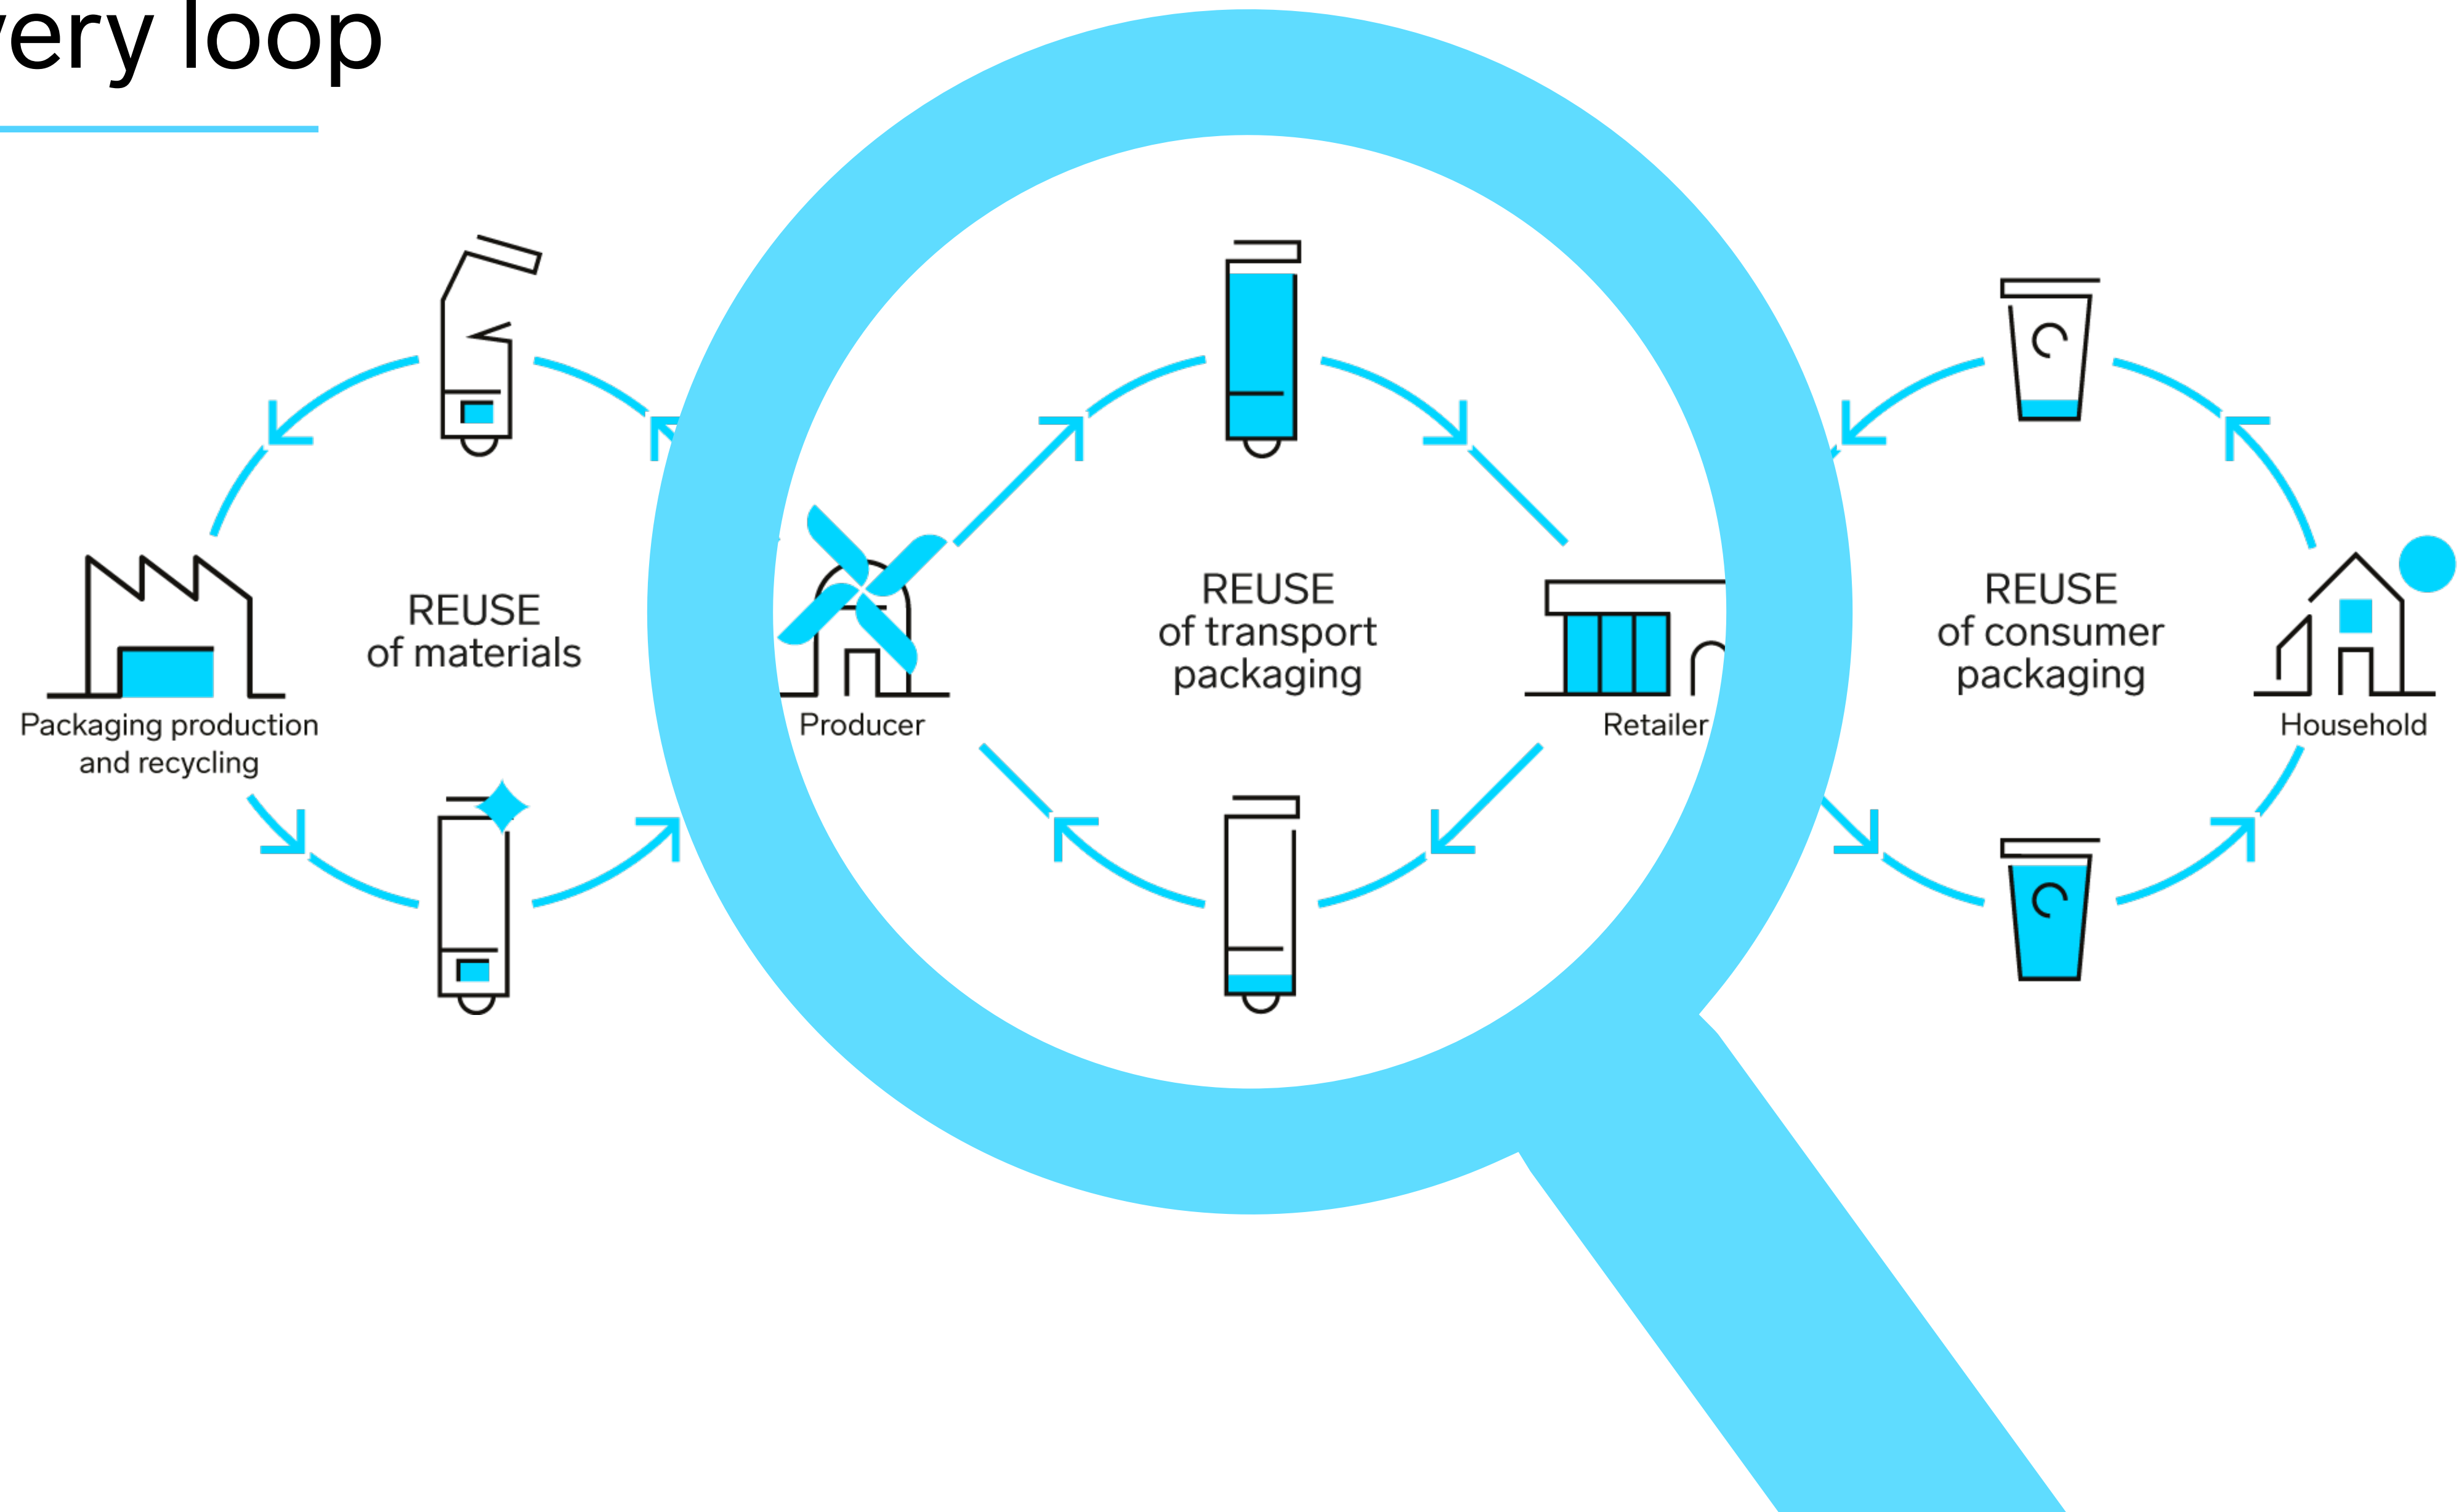 ery loop
REUSE
of materials
Packaging production
and recycling
Producer
REUSE
of transport
packaging
Retailer
REUSE
of consumer
packaging
Household